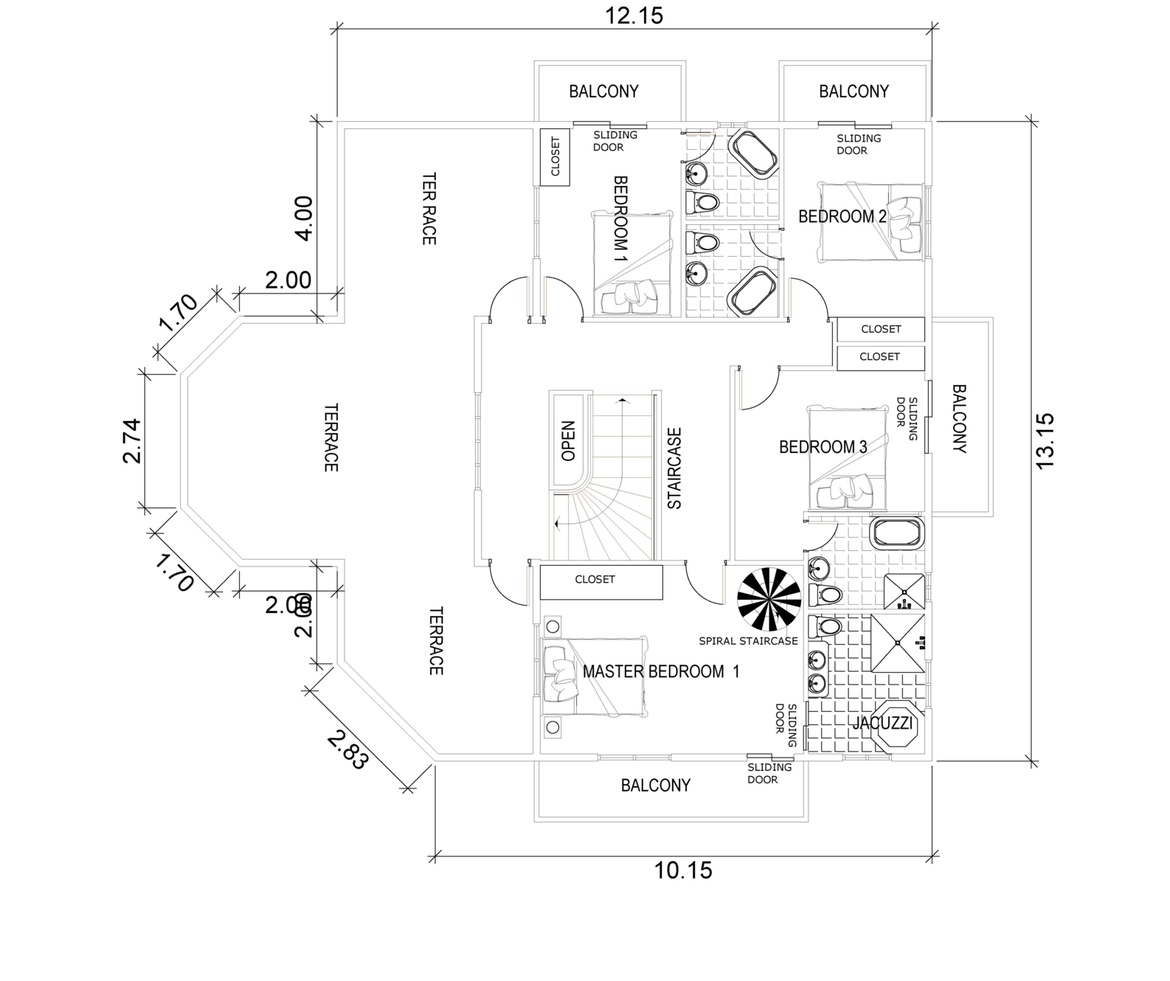 12.15
BALCONY
BALCONY
SLIDING
DOOR
SLIDING
DOOR
CLOSET
TER RACE
BEDROOM 1
BEDROOM 2
4.00
2.00
1.70
CLOSET
CLOSET
2.74
TERRACE
OPEN
STAIRCASE
BEDROOM 3
SLIDING
DOOR
BALCONY
13.15
1.70
2.00
2.00
CLOSET
TERRACE
SPIRAL STAIRCASE
MASTER BEDROOM 1
SLIDING
DOOR
JACUZZI
2.83
SLIDING
DOOR
BALCONY
10.15